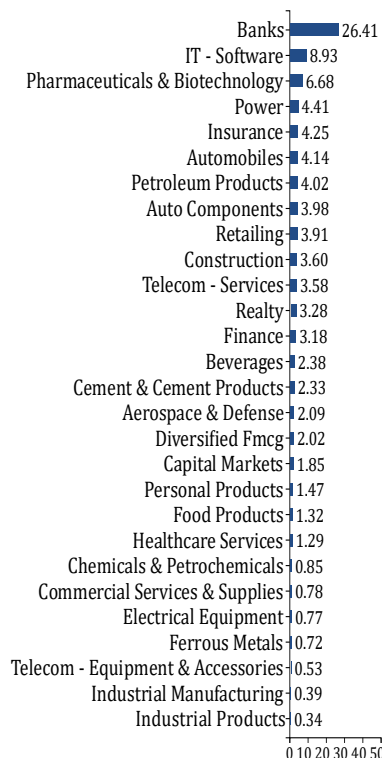 Banks 26.41
IT - Software 8.93
Pharmaceuticals & Biotechnology 6.68
Power 4.41
Insurance 4.25
Automobiles 4.14
Petroleum Products 4.02
Auto Components 3.98
Retailing 3.91
Construction 3.60
Telecom - Services 3.58
Realty 3.28
Finance 3.18
Beverages 2.38
Cement & Cement Products 2.33
Aerospace & Defense 2.09
Diversified Fmcg 2.02
Capital Markets 1.85
Personal Products 1.47
Food Products 1.32
Healthcare Services 1.29
Chemicals & Petrochemicals 0.85
Commercial Services & Supplies 0.78
Electrical Equipment 0.77
Ferrous Metals 0.72
Telecom - Equipment & Accessories 0.53
Industrial Manufacturing 0.39
Industrial Products 0.34
0 10 20 30 40 50